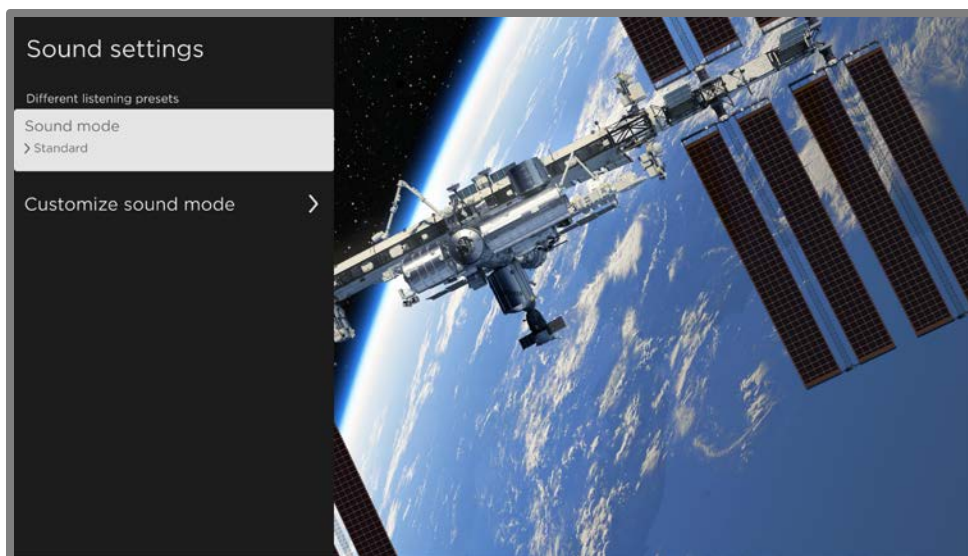 Sound settings
Different listening presets
Sound mode
Standard
Customize sound mode